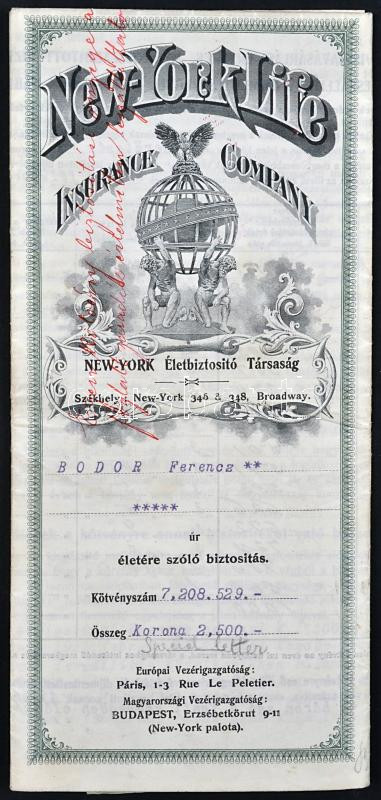 New-York Life
Insurance Company
NEW-YORK Életbiztositó Társaság
Székhely, New-York 346 & 348, Broadway.
BODOR Ferencz **
*****
úr
életére szóló biztositás.
Kötvényszám 7,208.529.-
Összeg Korona 2,500.-
Special letter
Európai Vezérigazgatóság:
Páris, 1-3 Rue Le Peletier.
Magyarországi Vezérigazgatóság:
BUDAPEST, Erzsébetkörut 9-11
(New-York palota).